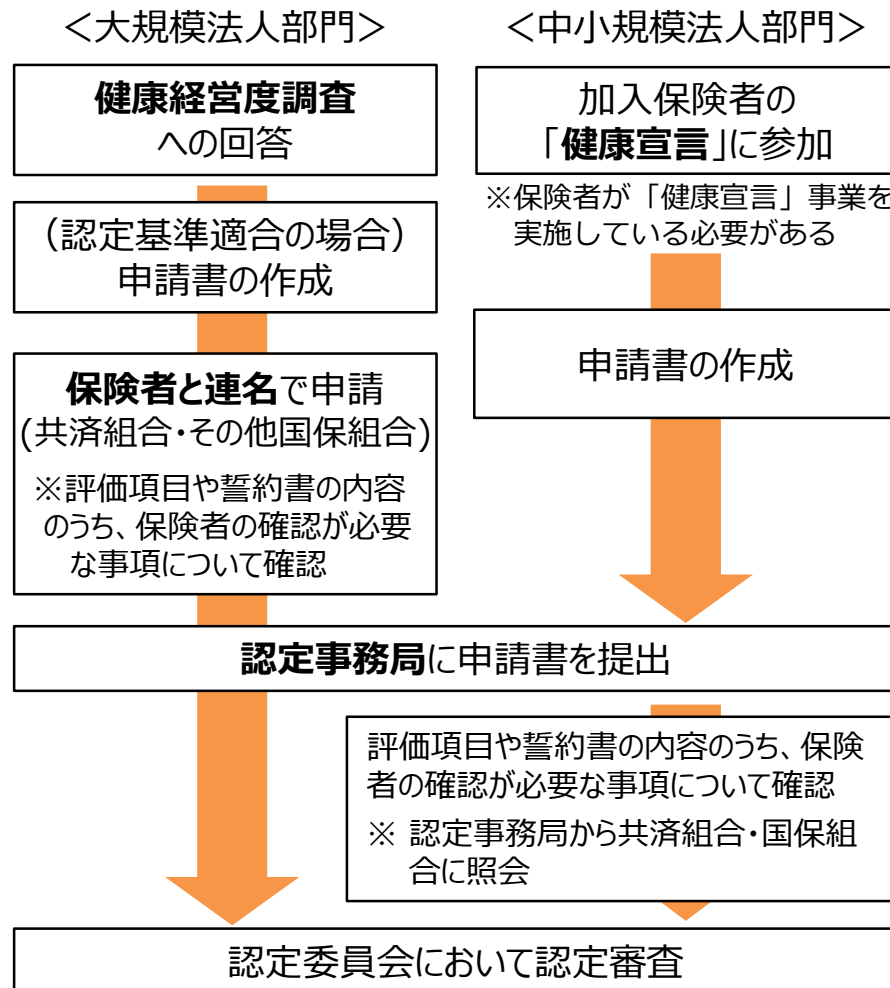 ＜大規模法人部門＞
健康経営度調査
への回答
（認定基準適合の場合）
申請書の作成
保険者と連名で申請
(共済組合・その他国保組合)
※評価項目や誓約書の内容
のうち、保険者の確認が必要
な事項について確認
＜中小規模法人部門＞
加入保険者の
「健康宣言」に参加
※保険者が「健康宣言」事業を
実施している必要がある
申請書の作成
認定事務局に申請書を提出
評価項目や誓約書の内容のうち、保険
者の確認が必要な事項について確認
※ 認定事務局から共済組合・国保組
合に照会
認定委員会において認定審査